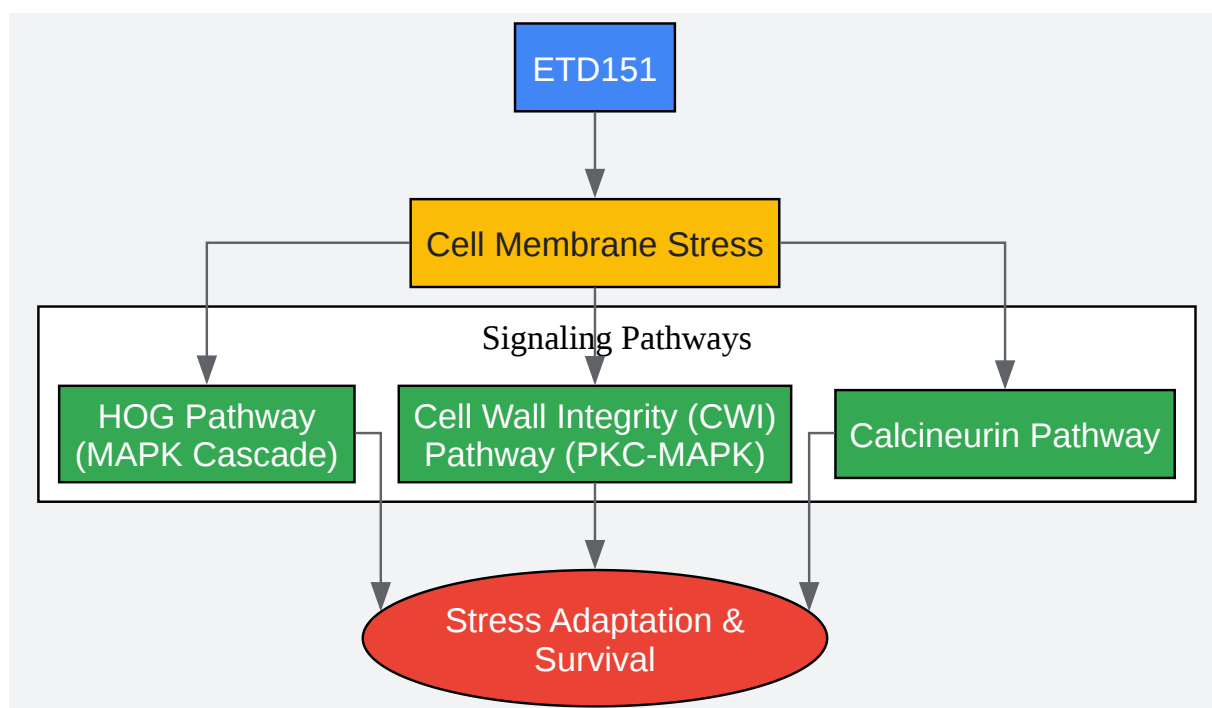 ETD151
Cell Membrane Stress
Signaling Pathways
HOG Pathway
(MAPK Cascade)
Cell Wall Integrity (CWI)
Pathway (PKC-MAPK)
Calcineurin Pathway
Stress Adaptation &
Survival